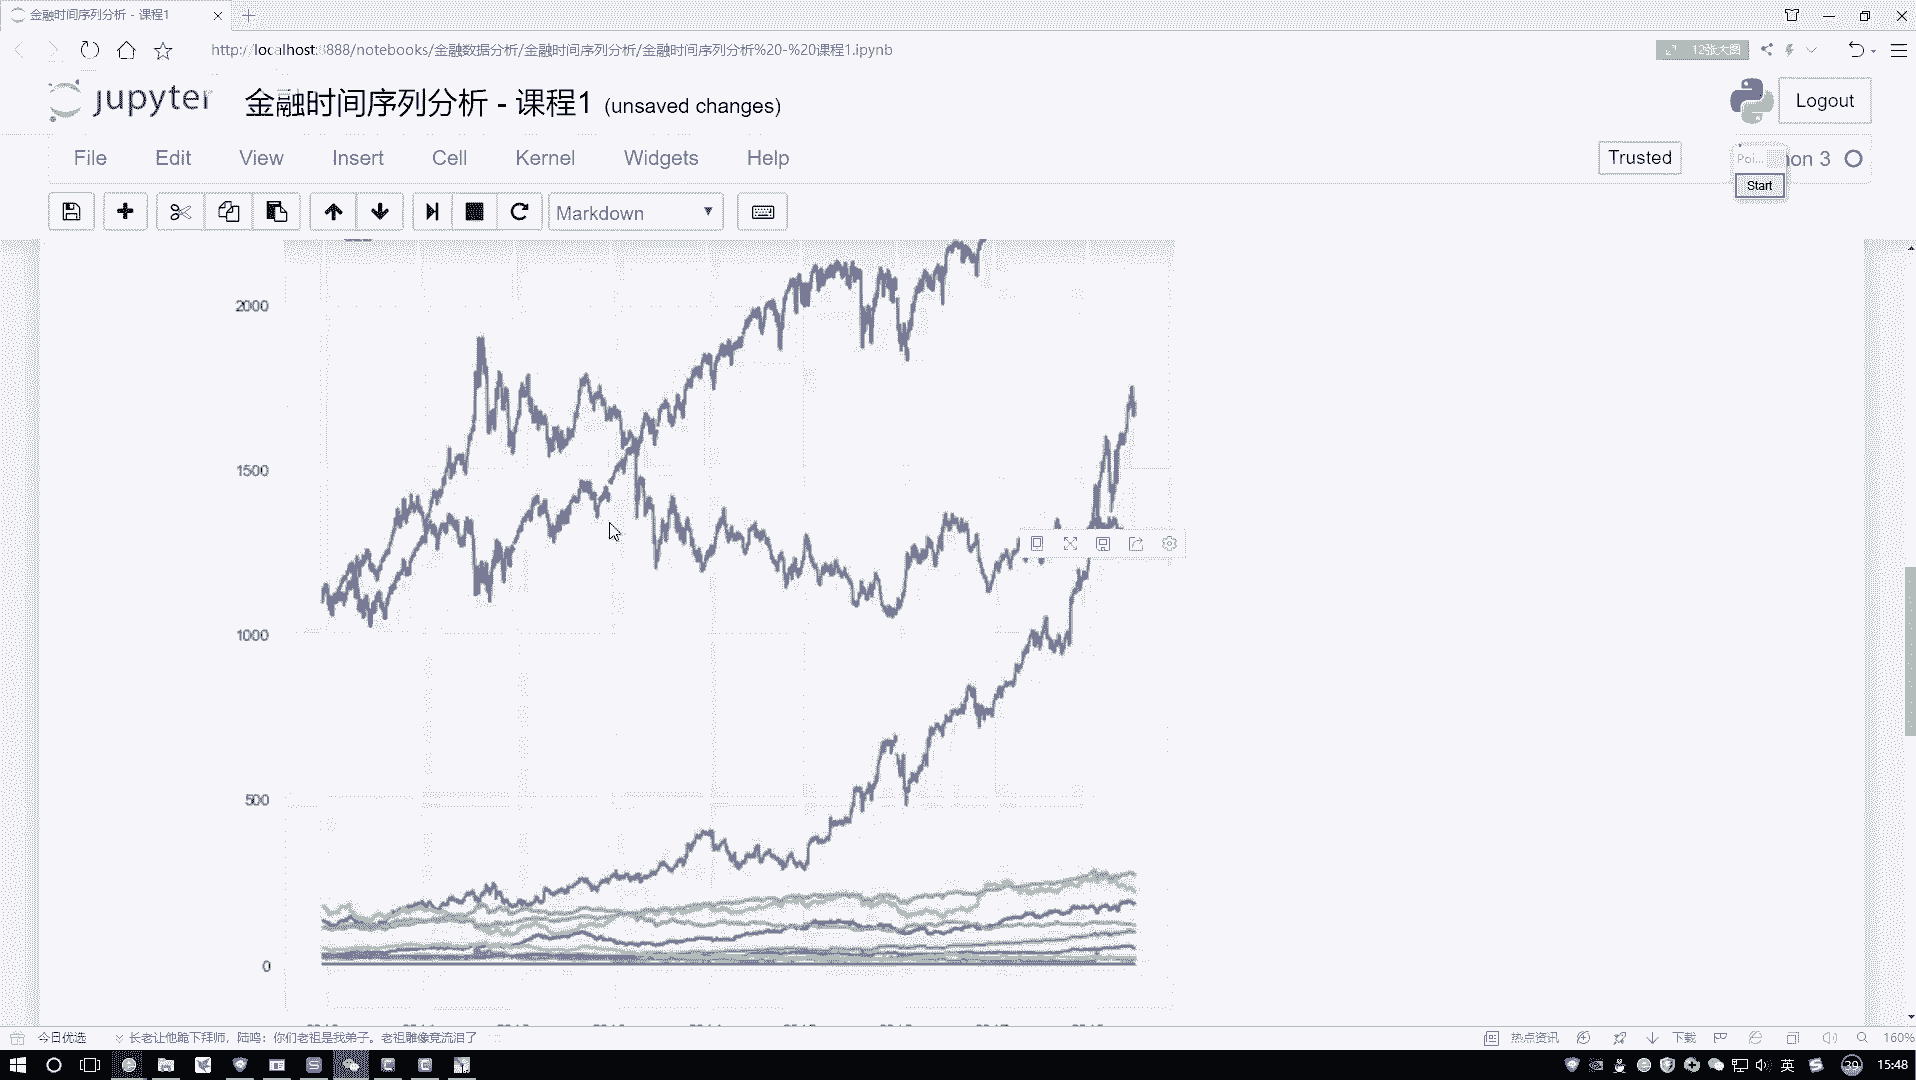 金融时间序列分析 - 课程1
http://localhost:8888/notebooks/金融数据分析/金融时间序列分析/金融时间序列分析%20-%20课程1.ipynb
12张大图
jupyter 金融时间序列分析 - 课程1 (unsaved changes)
Logout
File Edit View Insert Cell Kernel Widgets Help
Trusted
Poi... hon 3
Start
Markdown
2000
1500
1000
500
0
今日优选 长老让他跪下拜师，陆鸣：你们老祖是我弟子。老祖雕像竟流泪了
热点资讯 下载 160%
英 39 15:48